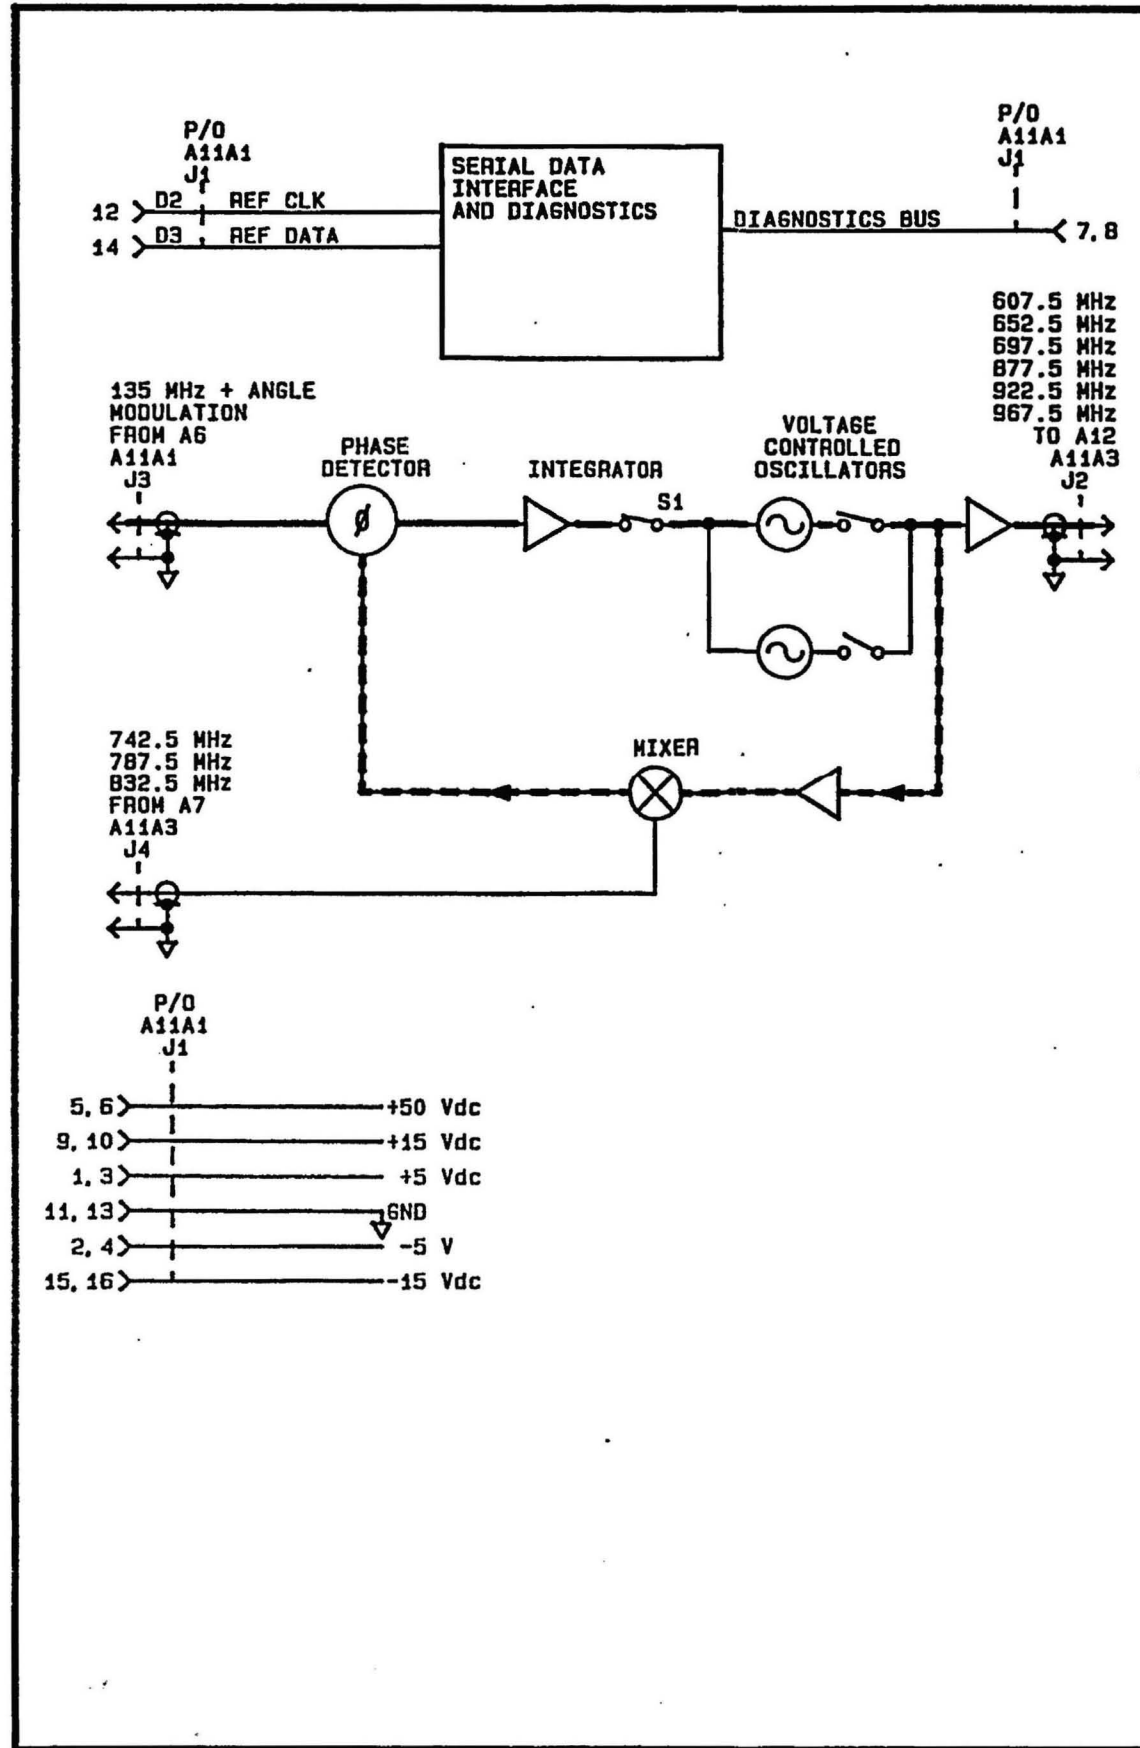 P/O
A11A1
J1
12 D2 REF CLK
14 D3 REF DATA
SERIAL DATA
INTERFACE
AND DIAGNOSTICS
P/O
A11A1
J1
DIAGNOSTICS BUS
7,8
607.5 MHz
652.5 MHz
697.5 MHz
877.5 MHz
922.5 MHz
967.5 MHz
TO A12
A11A3
J2
135 MHz + ANGLE
MODULATION
FROM A6
A11A1
J3
PHASE
DETECTOR
ø
INTEGRATOR
S1
VOLTAGE
CONTROLLED
OSCILLATORS
MIXER
742.5 MHz
787.5 MHz
832.5 MHz
FROM A7
A11A3
J4
P/O
A11A1
J1
5,6 +50 Vdc
9,10 +15 Vdc
1,3 +5 Vdc
11,13 GND
2,4 -5 V
15,16 -15 Vdc